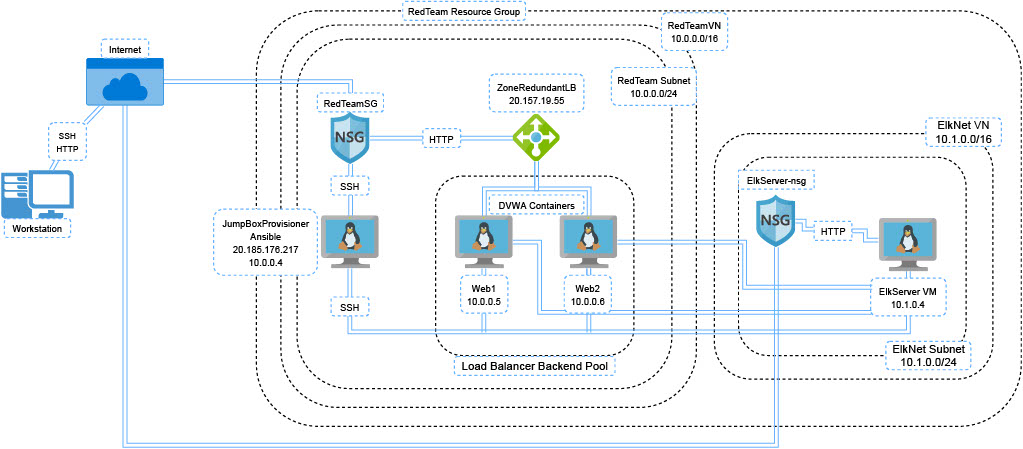 RedTeam Resource Group
RedTeamVN
10.0.0.0/16
Internet
RedTeam Subnet
10.0.0.0/24
ZoneRedundantLB
20.157.19.55
RedTeamSG
NSG
HTTP
SSH
HTTP
ElkNet VN
10.1.0.0/16
SSH
ElkServer-nsg
NSG
HTTP
Workstation
DVWA Containers
JumpBoxProvisioner
Ansible
20.185.176.217
10.0.0.4
SSH
Web1
10.0.0.5
Web2
10.0.0.6
ElkServer VM
10.1.0.4
ElkNet Subnet
10.1.0.0/24
Load Balancer Backend Pool